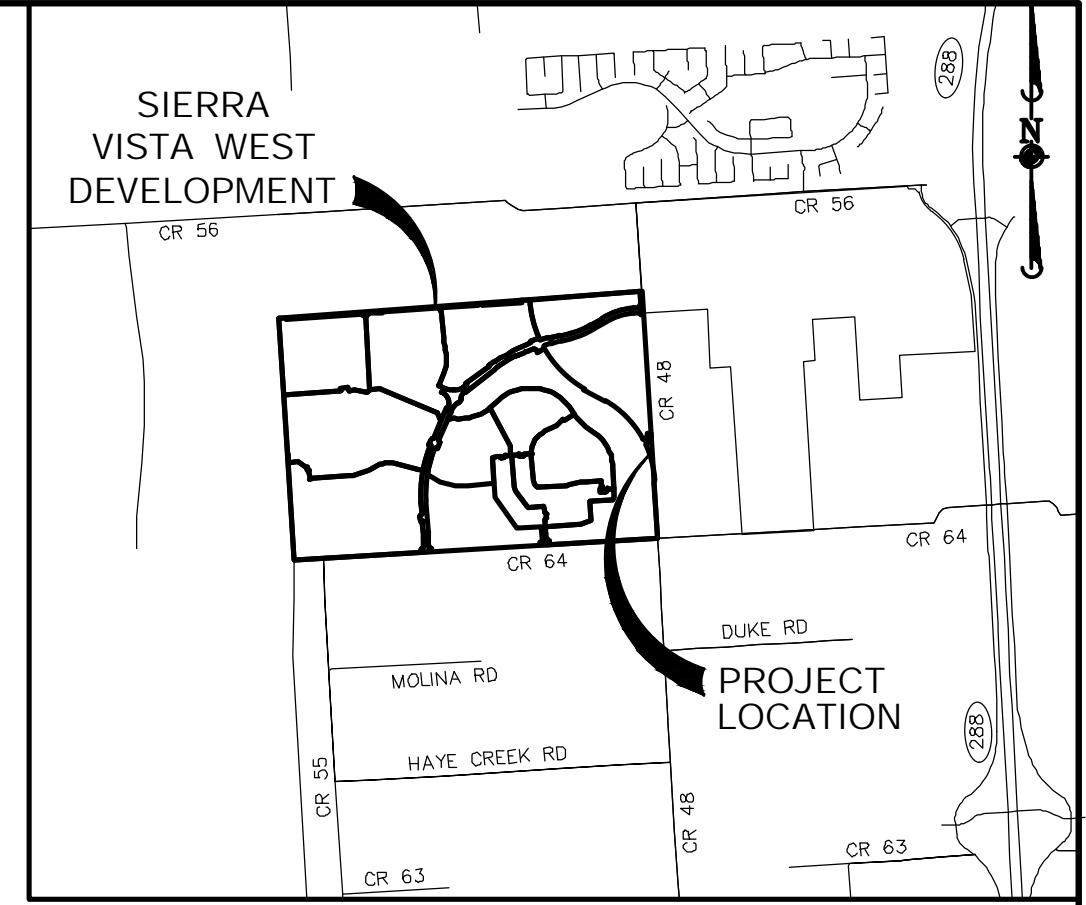 288
SIERRA
VISTA WEST
DEVELOPMENT
N
CR 56
CR 56
CR 48
CR 64
CR 64
DUKE RD
MOLINA RD
PROJECT
LOCATION
288
HAYE CREEK RD
CR 55
CR 48
CR 63
CR 63